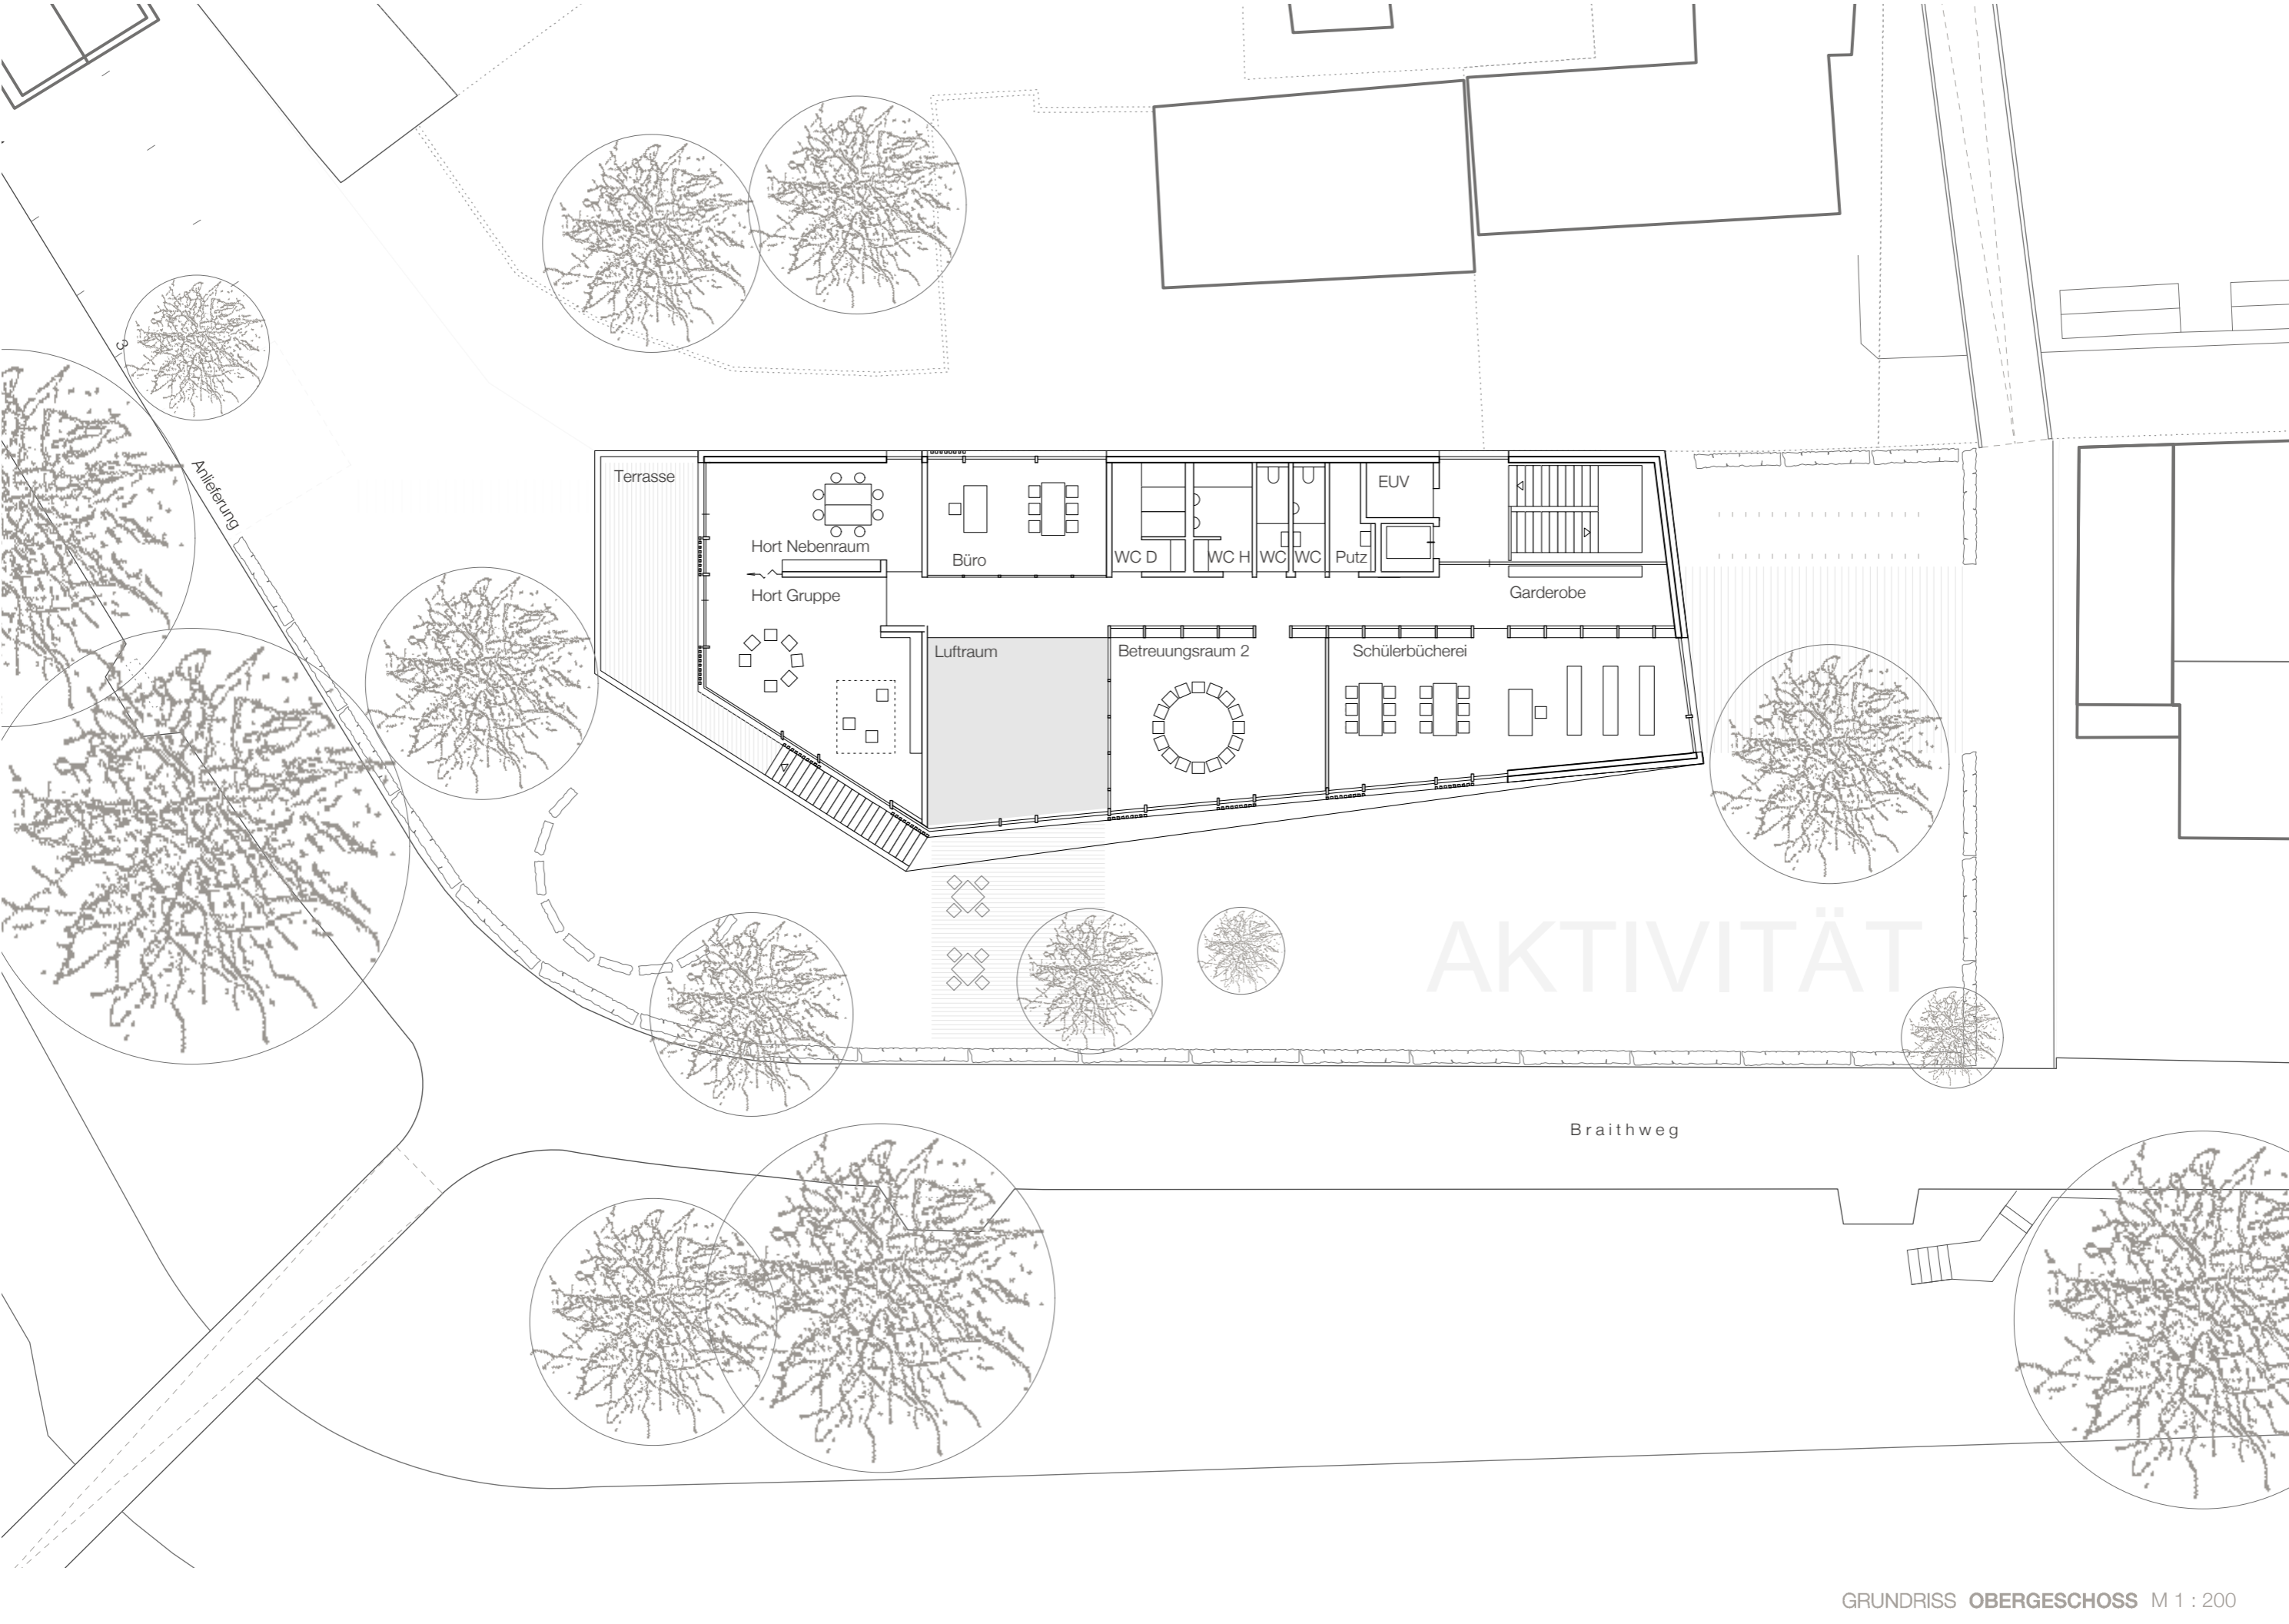 3
Anlieferung
Terrasse
EUV
Hort Nebenraum
Büro
WC D
WC H
WC
WC
Putz
Hort Gruppe
Garderobe
Luftraum
Betreuungsraum 2
Schülerbücherei
AKTIVITÄT
Braithweg
GRUNDRISS OBERGESCHOSS M 1 : 200